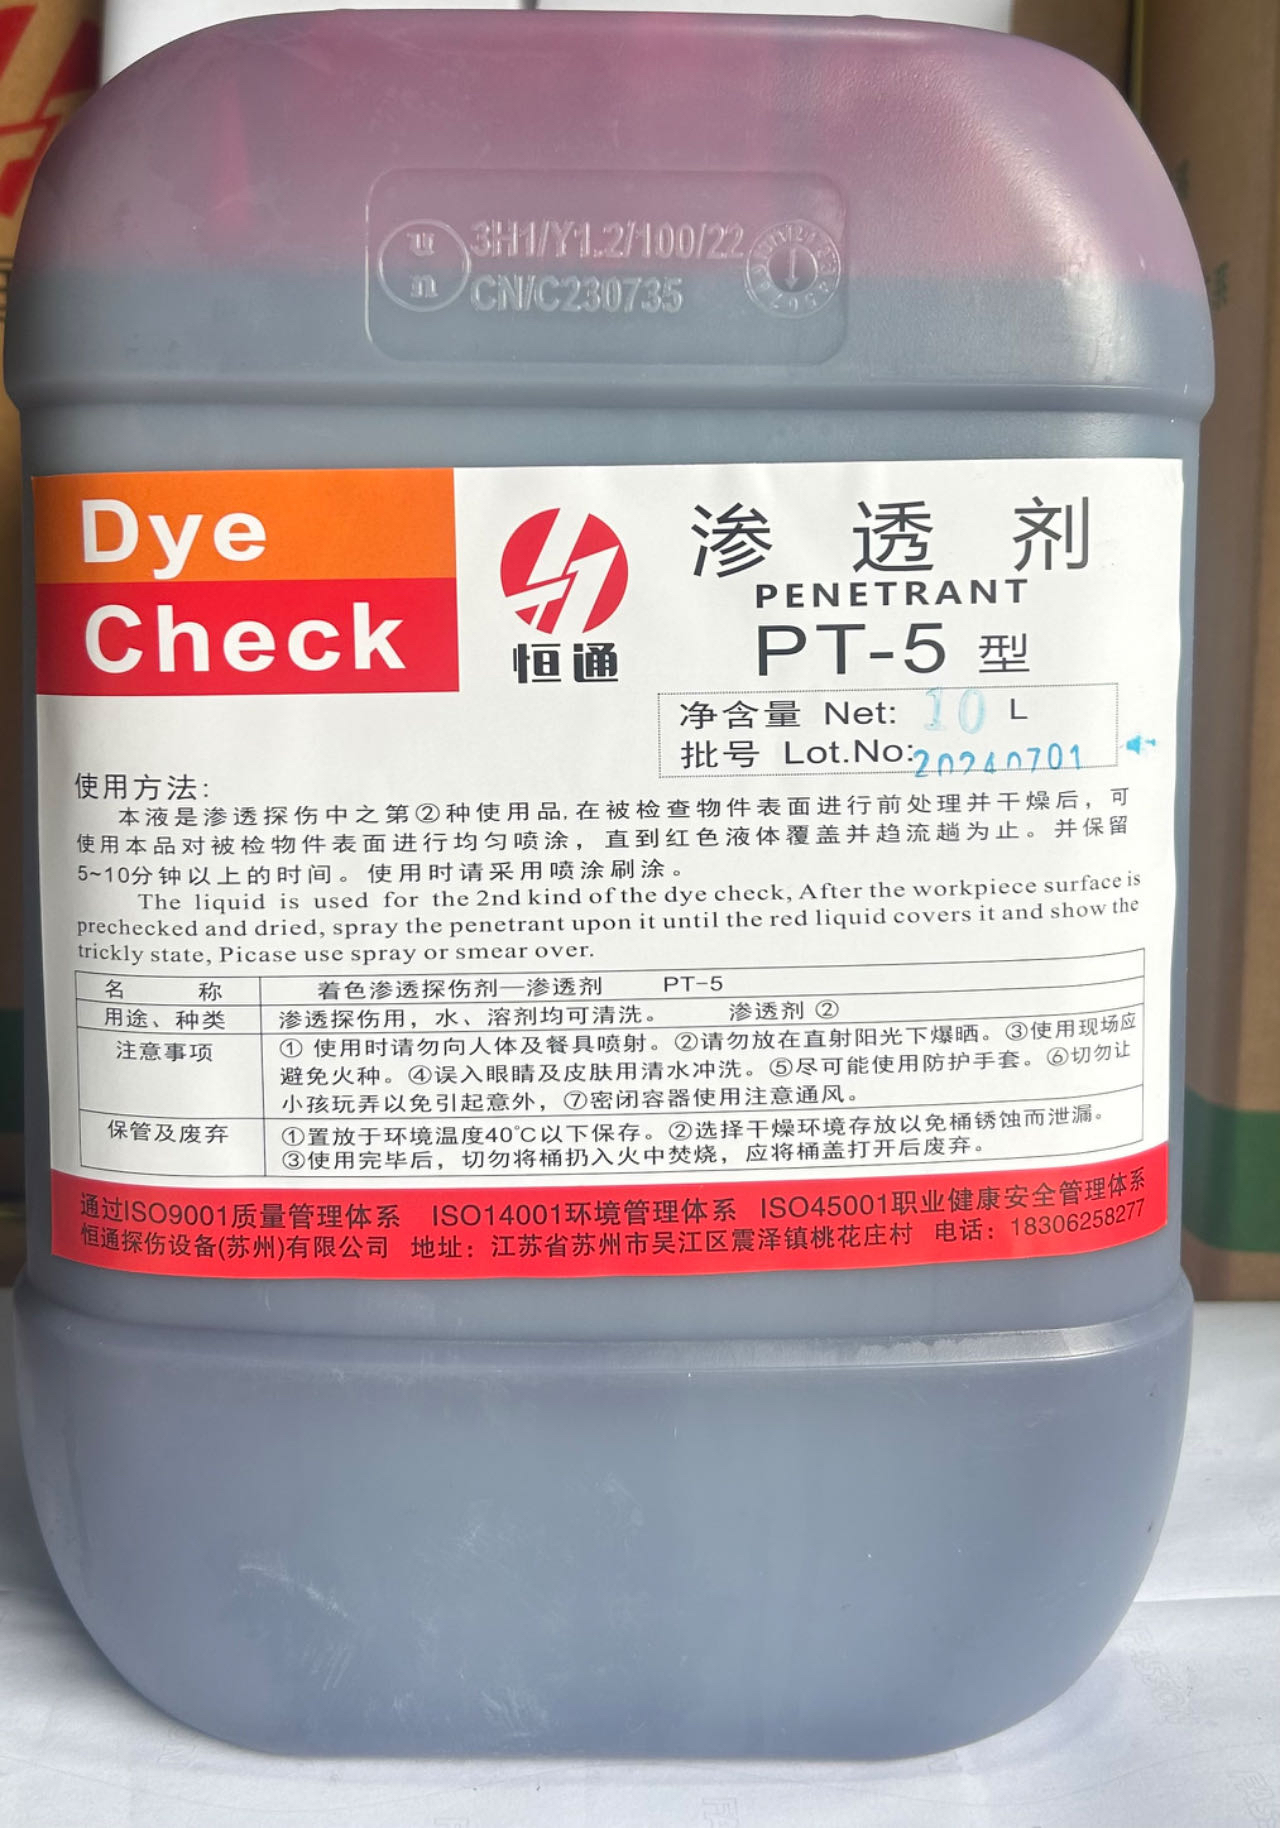 un
3H1/Y1.2/100/22
CN/C230735
Dye
Check
恒通
渗透剂
PENETRANT
PT-5 型
净含量 Net: 10 L
批号 Lot.No: 20240701
使用方法:
本液是渗透探伤中之第②种使用品,在被检查物件表面进行前处理并干燥后，可
使用本品对被检物件表面进行均匀喷涂，直到红色液体覆盖并趋流趟为止。并保留
5~10分钟以上的时间。使用时请采用喷涂刷涂。
The liquid is used for the 2nd kind of the dye check, After the workpiece surface is
prechecked and dried, spray the penetrant upon it until the red liquid covers it and show the
trickly state, Picase use spray or smear over.
名 称 着色渗透探伤剂—渗透剂 PT-5
用途、种类 渗透探伤用，水、溶剂均可清洗。 渗透剂 ②
注意事项 ① 使用时请勿向人体及餐具喷射。②请勿放在直射阳光下爆晒。③使用现场应
避免火种。④误入眼睛及皮肤用清水冲洗。⑤尽可能使用防护手套。⑥切勿让
小孩玩弄以免引起意外，⑦密闭容器使用注意通风。
保管及废弃 ①置放于环境温度40℃以下保存。②选择干燥环境存放以免桶锈蚀而泄漏。
③使用完毕后，切勿将桶扔入火中焚烧，应将桶盖打开后废弃。
通过ISO9001质量管理体系 ISO14001环境管理体系 ISO45001职业健康安全管理体系
恒通探伤设备(苏州)有限公司 地址：江苏省苏州市吴江区震泽镇桃花庄村 电话：18306258277